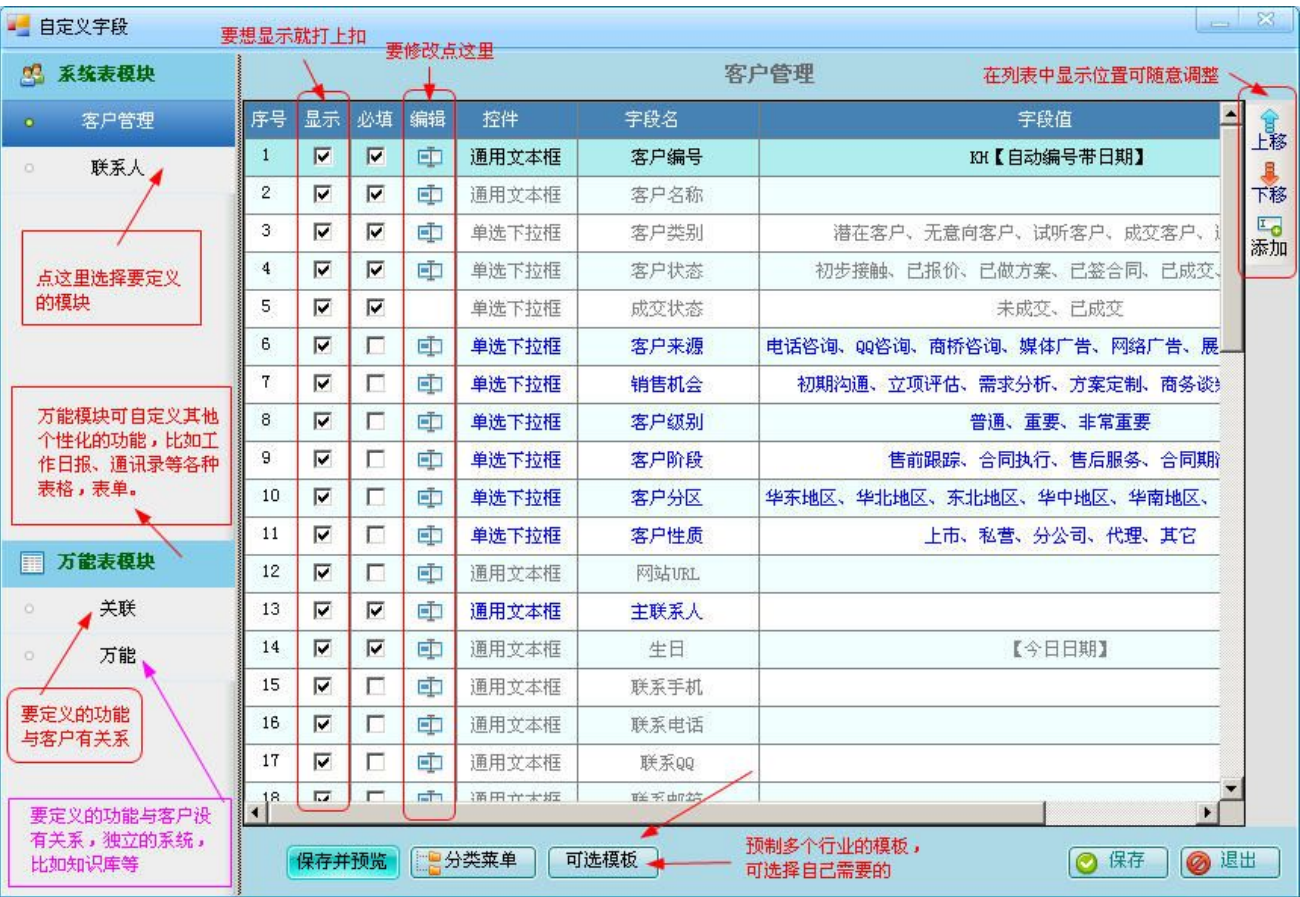 自定义字段
要想显示就打上扣
要修改点这里
系统表模块
客户管理
在列表中显示位置可随意调整
客户管理
联系人
点这里选择要定义
的模块
万能模块可自定义其他
个性化的功能，比如工
作日报、通讯录等各种
表格，表单。
万能表模块
关联
万能
要定义的功能
与客户有关系
要定义的功能与客户没
有关系，独立的系统，
比如知识库等
序号 显示 必填 编辑 控件 字段名 字段值
1 通用文本框 客户编号 KH【自动编号带日期】
2 通用文本框 客户名称
3 单选下拉框 客户类别 潜在客户、无意向客户、试听客户、成交客户、
4 单选下拉框 客户状态 初步接触、已报价、已做方案、已签合同、已成交、
5 单选下拉框 成交状态 未成交、已成交
6 单选下拉框 客户来源 电话咨询、QQ咨询、商桥咨询、媒体广告、网络广告、展
7 单选下拉框 销售机会 初期沟通、立项评估、需求分析、方案定制、商务谈
8 单选下拉框 客户级别 普通、重要、非常重要
9 单选下拉框 客户阶段 售前跟踪、合同执行、售后服务、合同期
10 单选下拉框 客户分区 华东地区、华北地区、东北地区、华中地区、华南地区、
11 单选下拉框 客户性质 上市、私营、分公司、代理、其它
12 通用文本框 网站URL
13 通用文本框 主联系人
14 通用文本框 生日 【今日日期】
15 通用文本框 联系手机
16 通用文本框 联系电话
17 通用文本框 联系QQ
18 通用文本框 联系邮箱
上移
下移
添加
保存并预览
分类菜单
可选模板
预制多个行业的模板，
可选择自己需要的
保存
退出